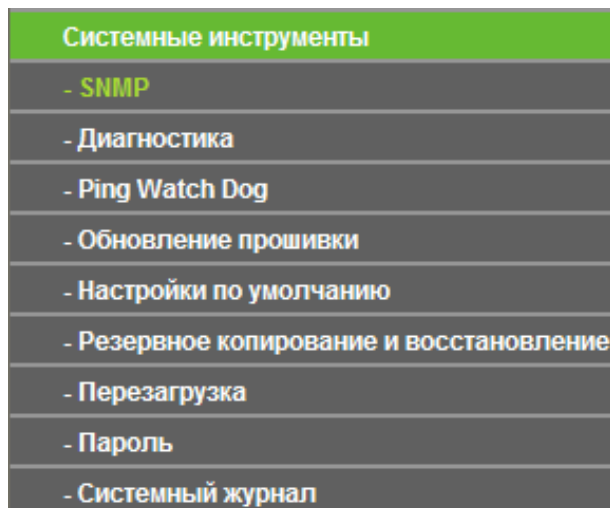 Системные инструменты
- SNMP
- Диагностика
- Ping Watch Dog
- Обновление прошивки
- Настройки по умолчанию
- Резервное копирование и восстановление
- Перезагрузка
- Пароль
- Системный журнал